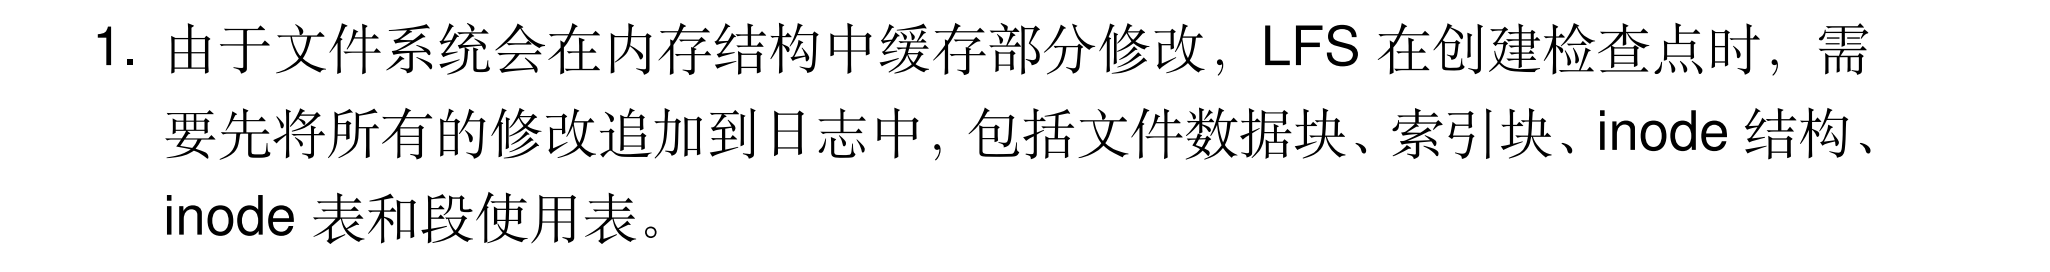 1. 由于文件系统会在内存结构中缓存部分修改，LFS 在创建检查点时，需
要先将所有的修改追加到日志中，包括文件数据块、索引块、inode 结构、
inode 表和段使用表。